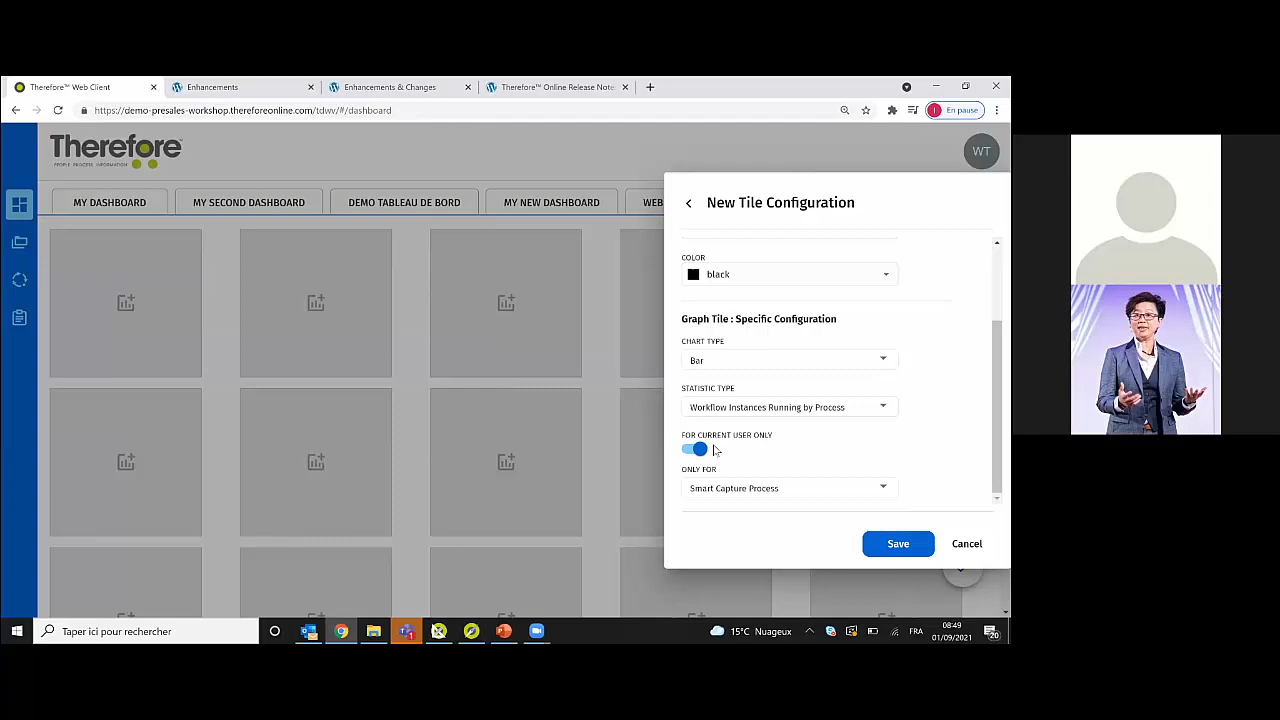 Therefore™ Web Client
Enhancements
Enhancements & Changes
Therefore™ Online Release Note
https://demo-presales-workshop.thereforeonline.com/tdwv/#/dashboard
En pause
Therefore
PEOPLE PROCESS INFORMATION
WT
MY DASHBOARD
MY SECOND DASHBOARD
DEMO TABLEAU DE BORD
MY NEW DASHBOARD
WEB
New Tile Configuration
COLOR
black
Graph Tile : Specific Configuration
CHART TYPE
Bar
STATISTIC TYPE
Workflow Instances Running by Process
FOR CURRENT USER ONLY
ONLY FOR
Smart Capture Process
Save
Cancel
Taper ici pour rechercher
15°C Nuageux
FRA
08:49
01/09/2021
20